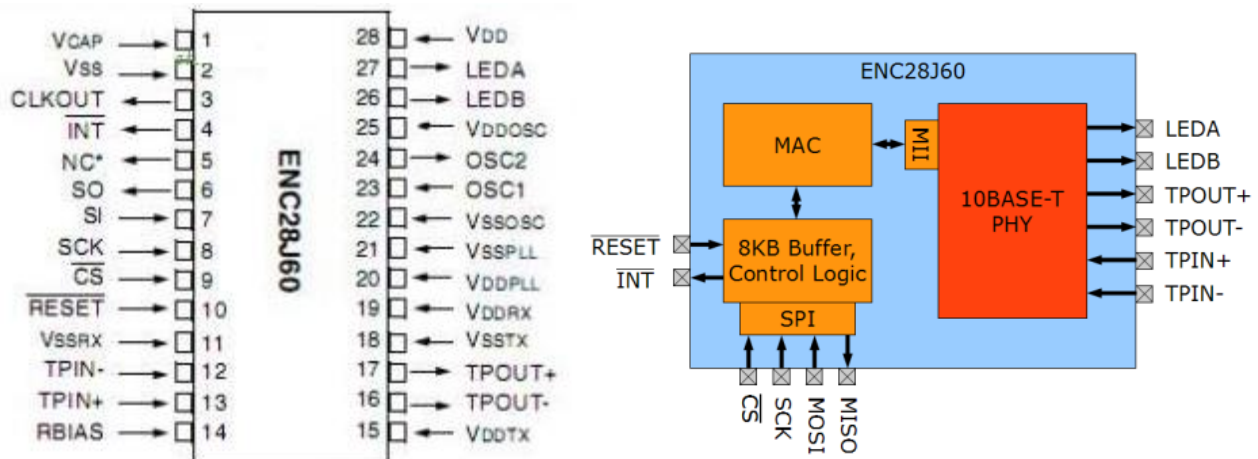 VCAP 1 28 VDD
VSS 2 27 LEDA
CLKOUT 3 26 LEDB
INT 4 25 VDDOSC
NC* 5 24 OSC2
SO 6 23 OSC1
SI 7 22 VSSOSC
SCK 8 21 VSSPLL
CS 9 20 VDDPLL
RESET 10 19 VDDRX
VSSRX 11 18 VSSTX
TPIN- 12 17 TPOUT+
TPIN+ 13 16 TPOUT-
RBIAS 14 15 VDDTX
ENC28J60
ENC28J60
MAC
MII
10BASE-T
PHY
8KB Buffer,
Control Logic
SPI
RESET
INT
CS
SCK
MOSI
MISO
LEDA
LEDB
TPOUT+
TPOUT-
TPIN+
TPIN-